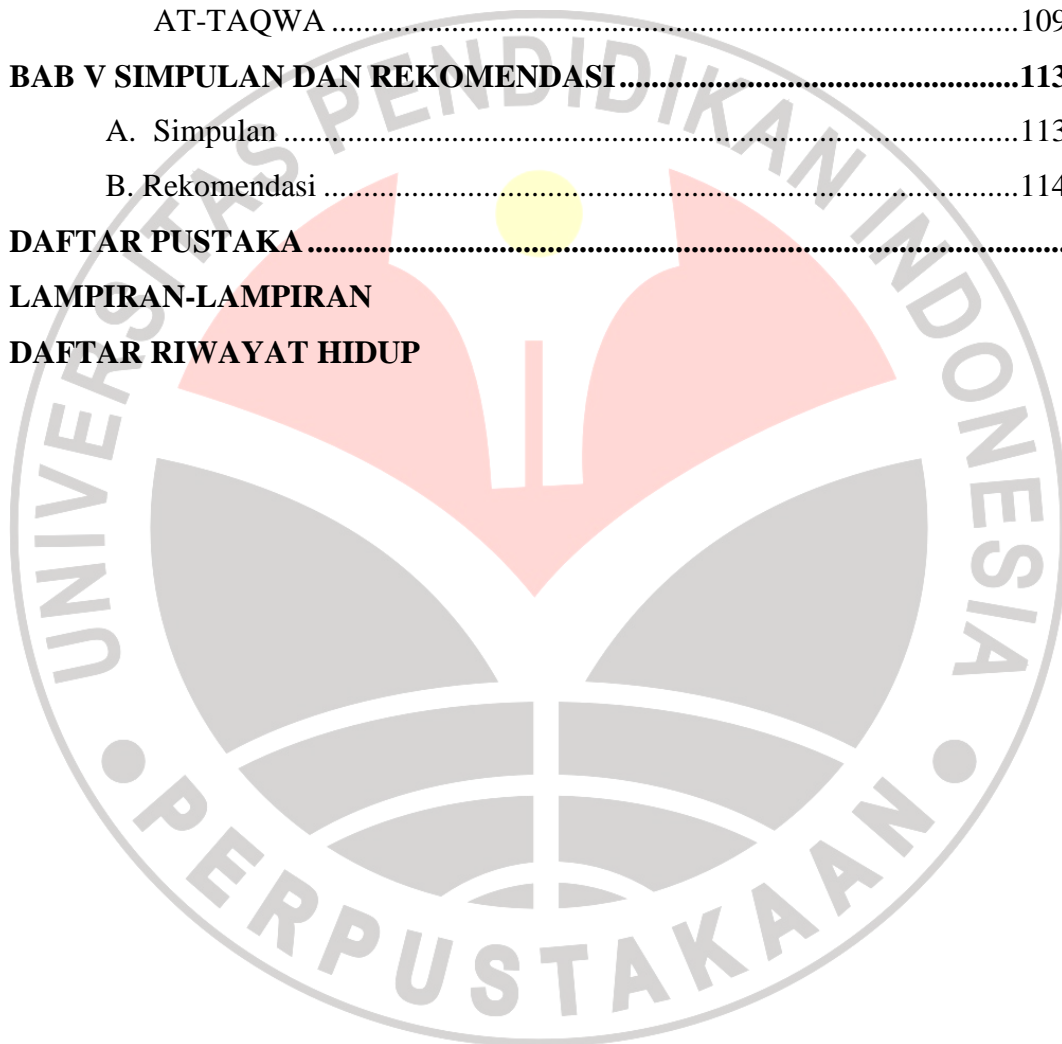 AT-TAQWA ........................................................................................109
BAB V SIMPULAN DAN REKOMENDASI....................................................113
A. Simpulan ................................................................................................113
B. Rekomendasi ..........................................................................................114
DAFTAR PUSTAKA ..................................................................................................
LAMPIRAN-LAMPIRAN
DAFTAR RIWAYAT HIDUP
UNIVERSITAS PENDIDIKAN INDONESIA
PERPUSTAKAAN